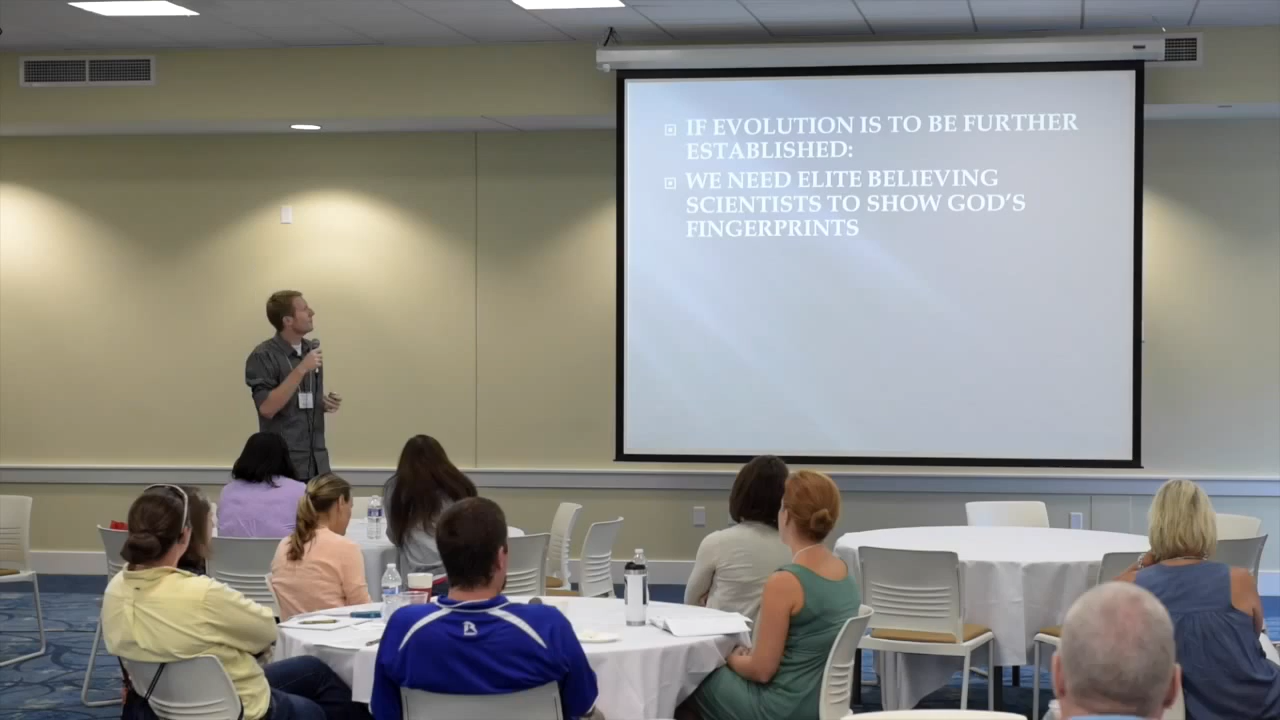 IF EVOLUTION IS TO BE FURTHER
ESTABLISHED:
WE NEED ELITE BELIEVING
SCIENTISTS TO SHOW GOD'S
FINGERPRINTS